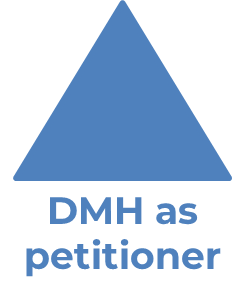 DMH as
petitioner